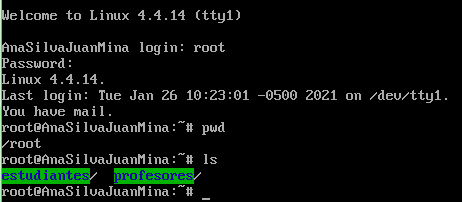 Welcome to Linux 4.4.14 (tty1)
AnaSilvaJuanMina login: root
Password:
Linux 4.4.14.
Last login: Tue Jan 26 10:23:01 -0500 2021 on /dev/tty1.
You have mail.
root@AnaSilvaJuanMina:~# pwd
/root
root@AnaSilvaJuanMina:~# ls
estudiantes/  profesores/
root@AnaSilvaJuanMina:~# _